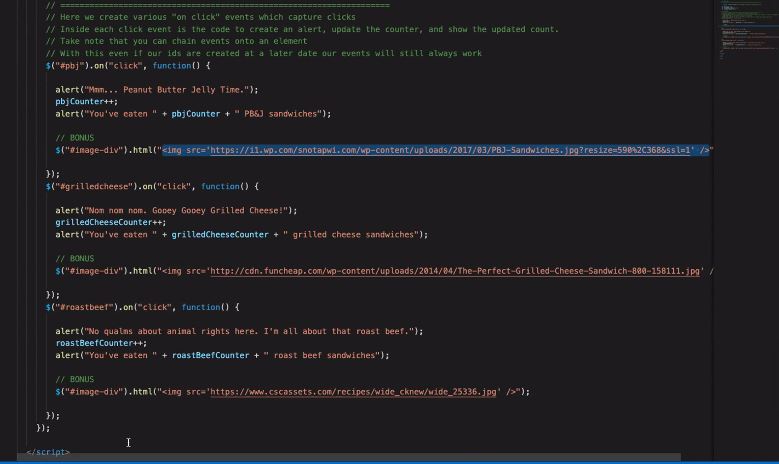 // =====================================================================
// Here we create various "on click" events which capture clicks
// Inside each click event is the code to create an alert, update the counter, and show the updated count.
// Take note that you can chain events onto an element
// With this even if our ids are created at a later date our events will still always work
$("#pbj").on("click", function() {
alert("Mmm... Peanut Butter Jelly Time.");
pbjCounter++;
alert("You've eaten " + pbjCounter + " PB&J sandwiches");
// BONUS
$("#image-div").html("<img src='https://i1.wp.com/snotapwi.com/wp-content/uploads/2017/03/PBJ-Sandwiches.jpg?resize=590%2C368&ssl=1' />"
});
$("#grilledcheese").on("click", function() {
alert("Nom nom nom. Gooey Gooey Grilled Cheese!");
grilledCheeseCounter++;
alert("You've eaten " + grilledCheeseCounter + " grilled cheese sandwiches");
// BONUS
$("#image-div").html("<img src='http://cdn.funcheap.com/wp-content/uploads/2014/04/The-Perfect-Grilled-Cheese-Sandwich-800-158111.jpg' /
});
$("#roastbeef").on("click", function() {
alert("No qualms about animal rights here. I'm all about that roast beef.");
roastBeefCounter++;
alert("You've eaten " + roastBeefCounter + " roast beef sandwiches");
// BONUS
$("#image-div").html("<img src='https://www.cscassets.com/recipes/wide_cknew/wide_25336.jpg' />");
});
});
</script>